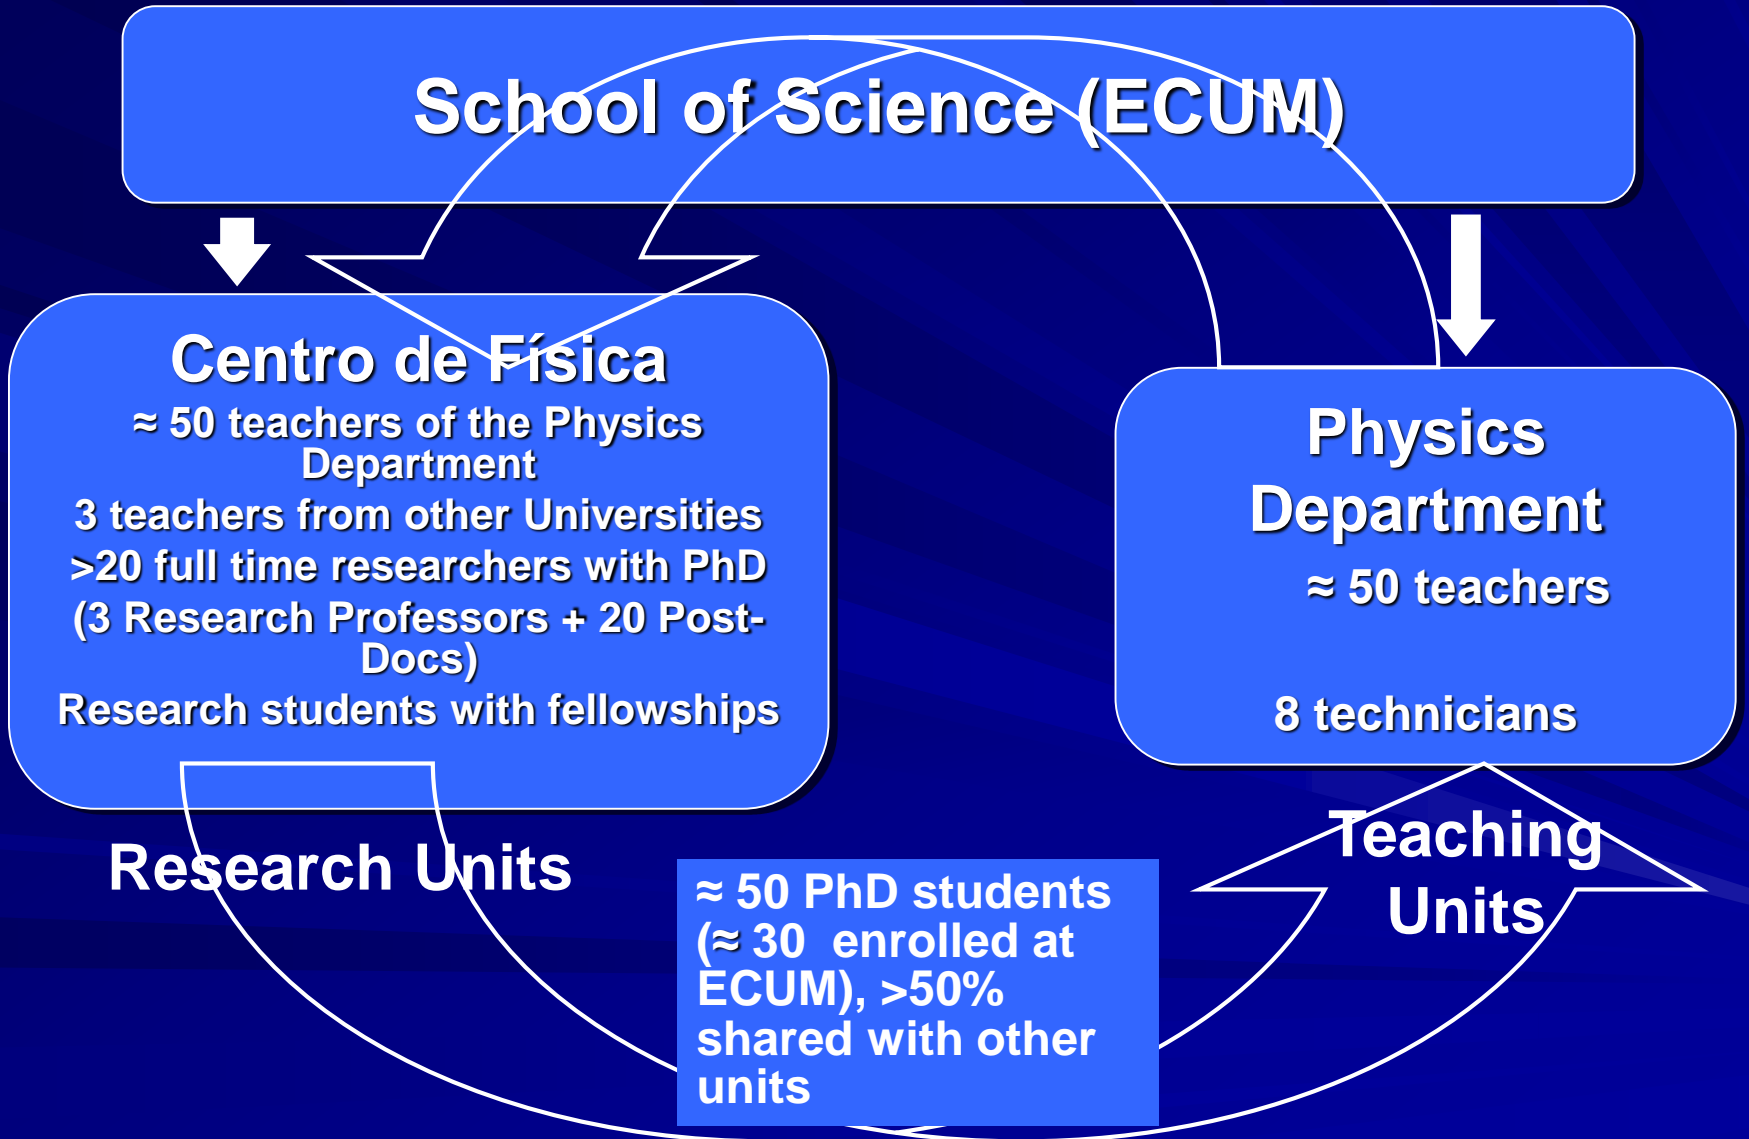 School of Science (ECUM)
Centro de Física
≈ 50 teachers of the Physics
Department
3 teachers from other Universities
>20 full time researchers with PhD
(3 Research Professors + 20 Post-
Docs)
Research students with fellowships
Physics
Department
≈ 50 teachers
8 technicians
Research Units
Teaching
Units
≈ 50 PhD students
(≈ 30 enrolled at
ECUM), >50%
shared with other
units